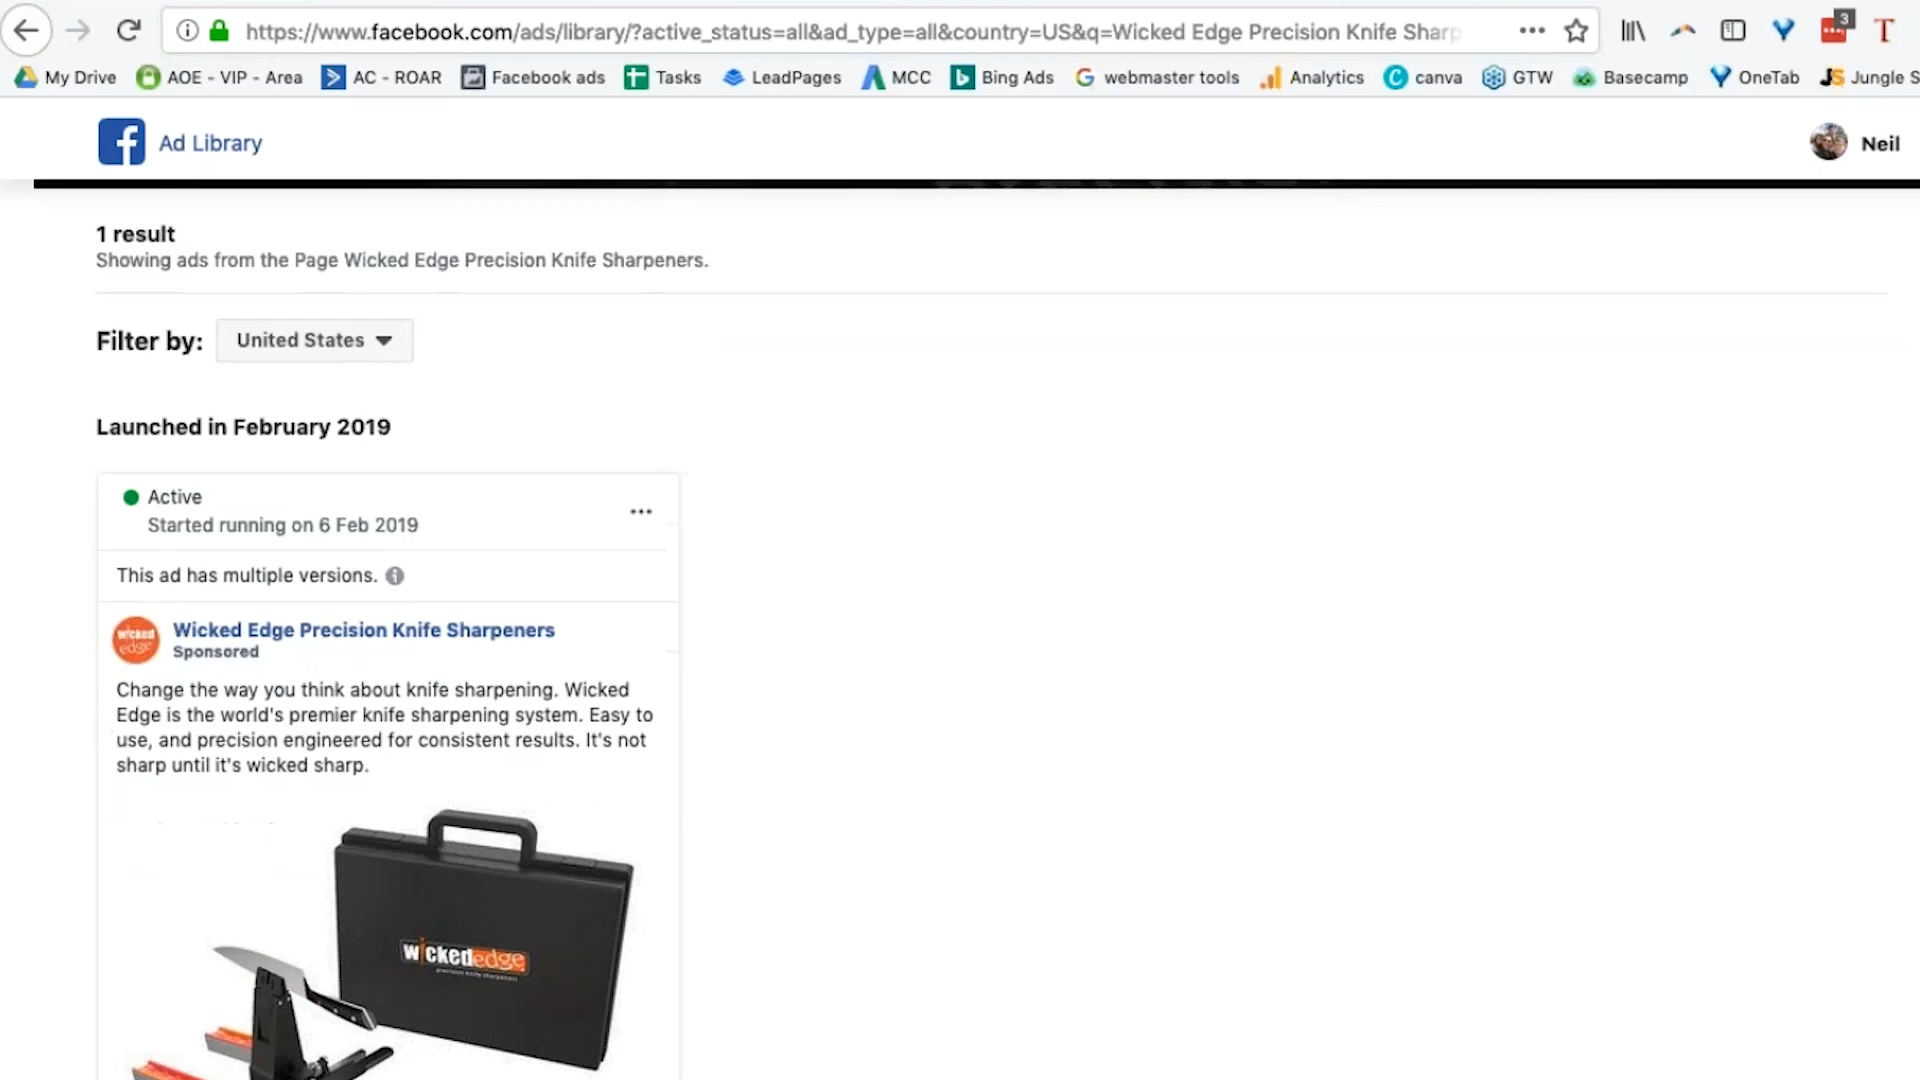 https://www.facebook.com/ads/library/?active_status=all&ad_type=all&country=US&q=Wicked Edge Precision Knife Sharp
3
T
My Drive
AOE - VIP - Area
AC - ROAR
Facebook ads
Tasks
LeadPages
MCC
Bing Ads
webmaster tools
Analytics
canva
GTW
Basecamp
OneTab
Jungle S
Ad Library
Neil
1 result
Showing ads from the Page Wicked Edge Precision Knife Sharpeners.
Filter by:
United States
Launched in February 2019
Active
Started running on 6 Feb 2019
This ad has multiple versions.
wicked
edge
Wicked Edge Precision Knife Sharpeners
Sponsored
Change the way you think about knife sharpening. Wicked
Edge is the world's premier knife sharpening system. Easy to
use, and precision engineered for consistent results. It's not
sharp until it's wicked sharp.
wickededge
precision knife sharpeners